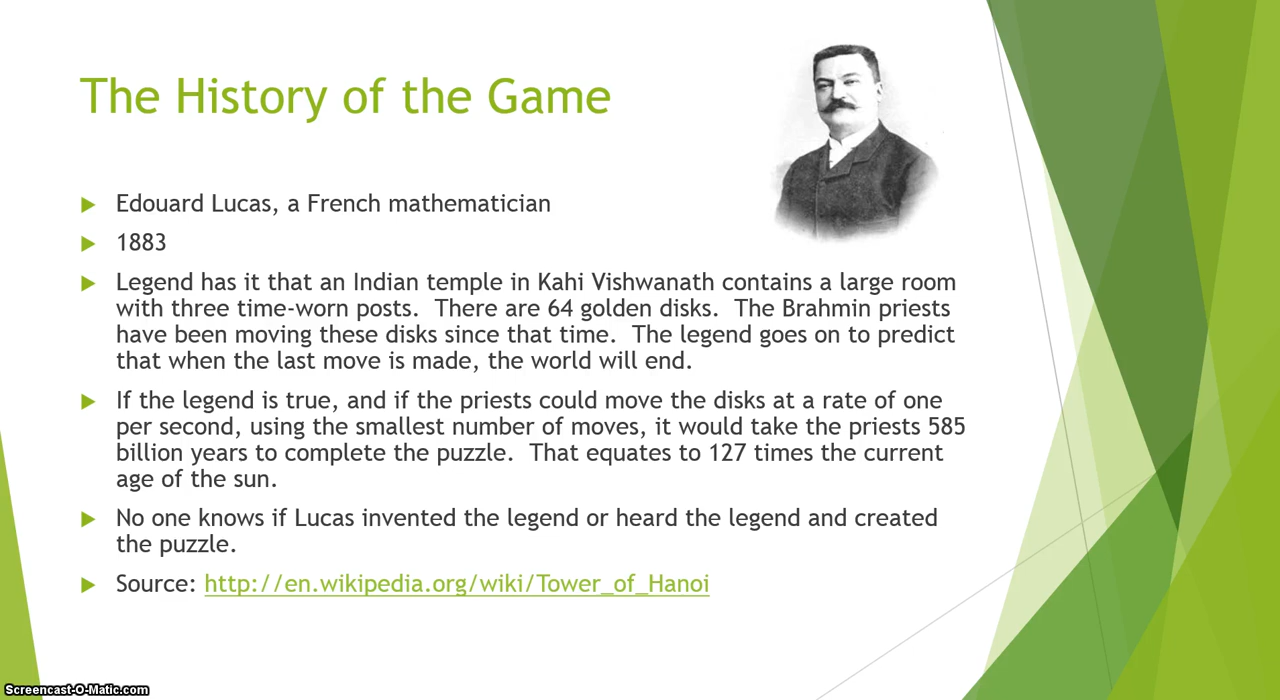 The History of the Game
Edouard Lucas, a French mathematician
1883
Legend has it that an Indian temple in Kahi Vishwanath contains a large room
with three time-worn posts.  There are 64 golden disks.  The Brahmin priests
have been moving these disks since that time.  The legend goes on to predict
that when the last move is made, the world will end.
If the legend is true, and if the priests could move the disks at a rate of one
per second, using the smallest number of moves, it would take the priests 585
billion years to complete the puzzle.  That equates to 127 times the current
age of the sun.
No one knows if Lucas invented the legend or heard the legend and created
the puzzle.
Source: http://en.wikipedia.org/wiki/Tower_of_Hanoi
Screencast-O-Matic.com